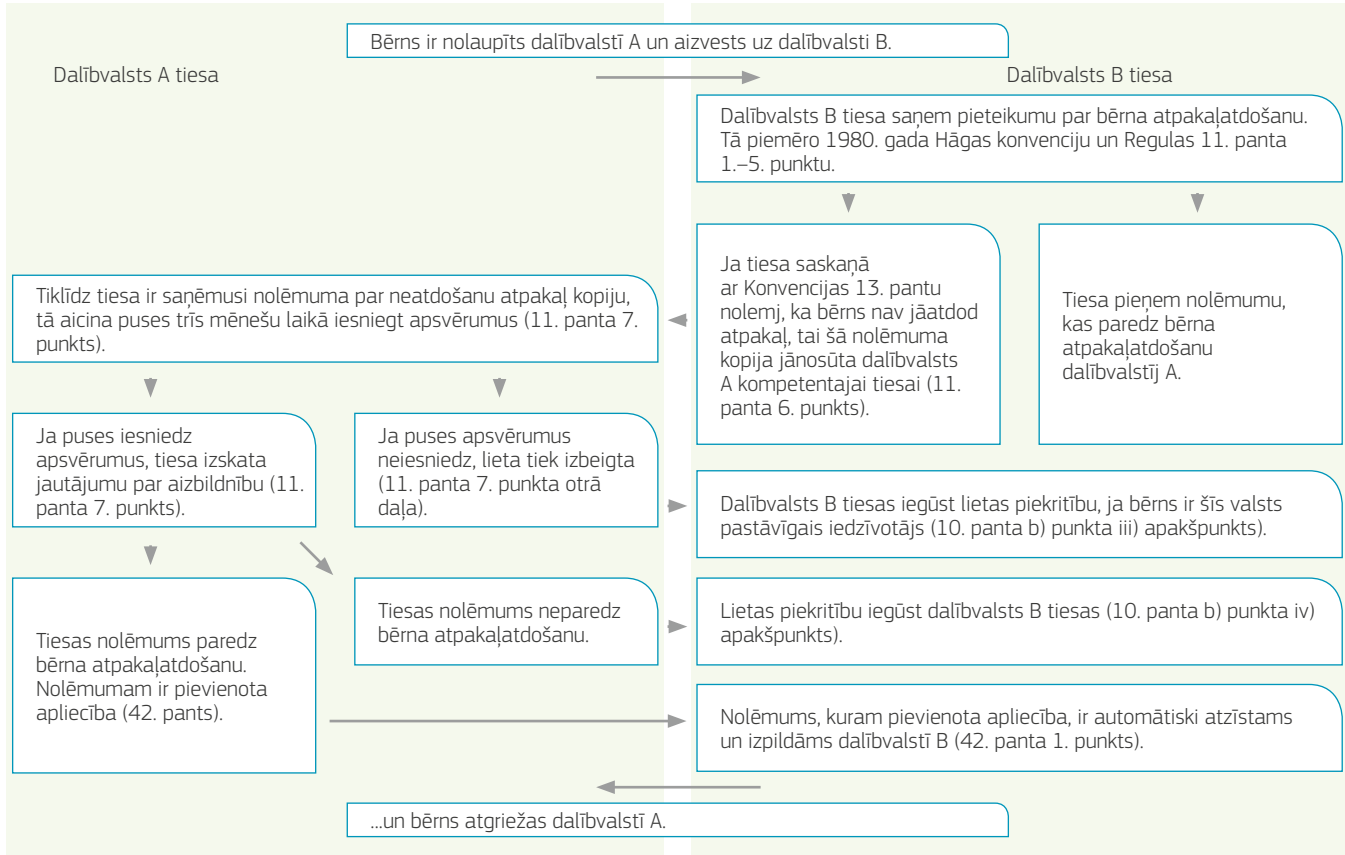 Bērns ir nolaupīts dalībvalstī A un aizvests uz dalībvalsti B.
Dalībvalsts A tiesa
Dalībvalsts B tiesa
Dalībvalsts B tiesa saņem pieteikumu par bērna atpakaļatdošanu.
Tā piemēro 1980. gada Hāgas konvenciju un Regulas 11. panta
1.–5. punktu.
Ja tiesa saskaņā
ar Konvencijas 13. pantu
nolemj, ka bērns nav jāatdod
atpakaļ, tai šā nolēmuma
kopija jānosūta dalībvalsts
A kompetentajai tiesai (11.
panta 6. punkts).
Tiesa pieņem nolēmumu,
kas paredz bērna
atpakaļatdošanu
dalībvalstij A.
Tiklīdz tiesa ir saņēmusi nolēmuma par neatdošanu atpakaļ kopiju,
tā aicina puses trīs mēnešu laikā iesniegt apsvērumus (11. panta 7.
punkts).
Ja puses iesniedz
apsvērumus, tiesa izskata
jautājumu par aizbildnību (11.
panta 7. punkts).
Ja puses apsvērumus
neiesniedz, lieta tiek izbeigta
(11. panta 7. punkta otrā
daļa).
Dalībvalsts B tiesas iegūst lietas piekritību, ja bērns ir šīs valsts
pastāvīgais iedzīvotājs (10. panta b) punkta iii) apakšpunkts).
Tiesas nolēmums paredz
bērna atpakaļatdošanu.
Nolēmumam ir pievienota
apliecība (42. pants).
Tiesas nolēmums neparedz
bērna atpakaļatdošanu.
Lietas piekritību iegūst dalībvalsts B tiesas (10. panta b) punkta iv)
apakšpunkts).
Nolēmums, kuram pievienota apliecība, ir automātiski atzīstams
un izpildāms dalībvalstī B (42. panta 1. punkts).
...un bērns atgriežas dalībvalstī A.